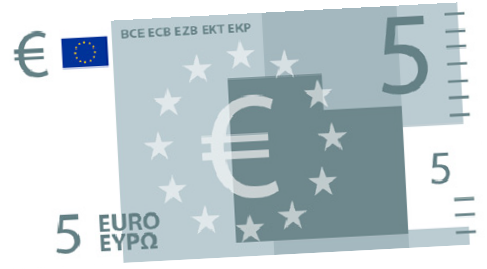 €
BCE ECB EZB EKT EKP
5
€
5
5 EURO
ΕΥΡΩ